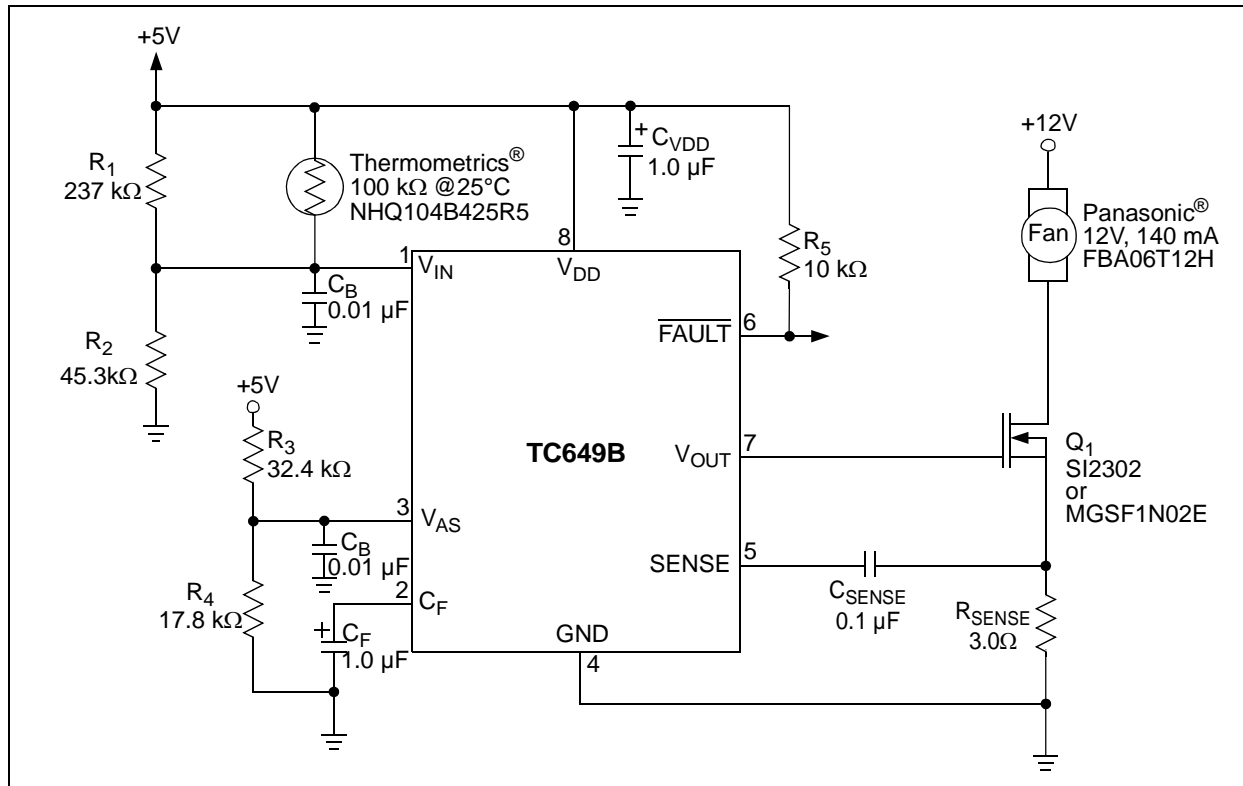 +5V
R1
237 kΩ
Thermometrics®
100 kΩ @25°C
NHQ104B425R5
+
CVDD
1.0 µF
+12V
Fan
Panasonic®
12V, 140 mA
FBA06T12H
R5
10 kΩ
1
VIN
8
VDD
CB
0.01 µF
6
FAULT
R2
45.3kΩ
+5V
R3
32.4 kΩ
TC649B
7
VOUT
Q1
SI2302
or
MGSF1N02E
3
VAS
CB
0.01 µF
5
SENSE
CSENSE
0.1 µF
RSENSE
3.0Ω
R4
17.8 kΩ
2
CF
+
CF
1.0 µF
GND
4